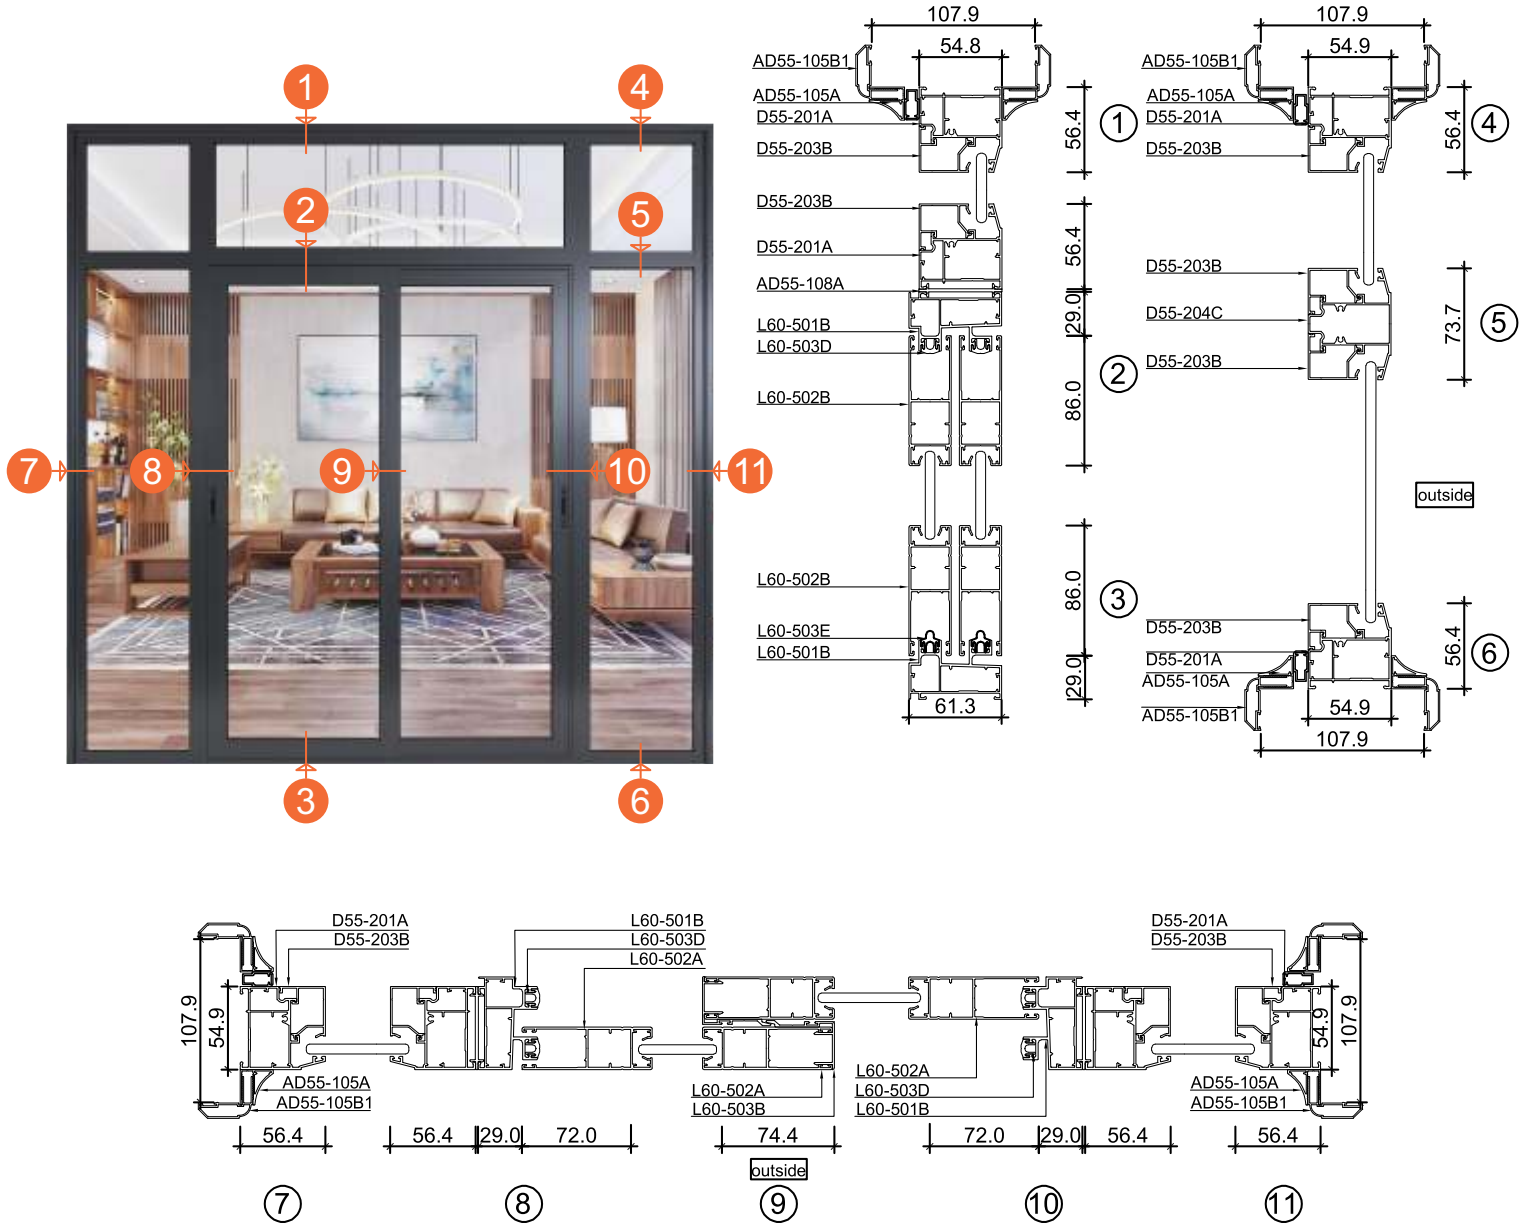 1
4
2
5
7
8
9
10
11
3
6
107.9
54.8
AD55-105B1
AD55-105A
D55-201A
D55-203B
56.4
1
D55-203B
D55-201A
AD55-108A
56.4
L60-501B
L60-503D
29.0
L60-502B
86.0
2
L60-502B
86.0
3
L60-503E
L60-501B
29.0
61.3
107.9
54.9
AD55-105B1
AD55-105A
D55-201A
D55-203B
56.4
4
D55-203B
D55-204C
D55-203B
73.7
5
outside
D55-203B
D55-201A
AD55-105A
AD55-105B1
56.4
6
54.9
107.9
D55-201A
D55-203B
107.9
54.9
AD55-105A
AD55-105B1
L60-501B
L60-503D
L60-502A
L60-502A
L60-503B
L60-502A
L60-503D
L60-501B
D55-201A
D55-203B
54.9
107.9
AD55-105A
AD55-105B1
56.4
56.4
29.0
72.0
74.4
72.0
29.0
56.4
56.4
outside
7
8
9
10
11